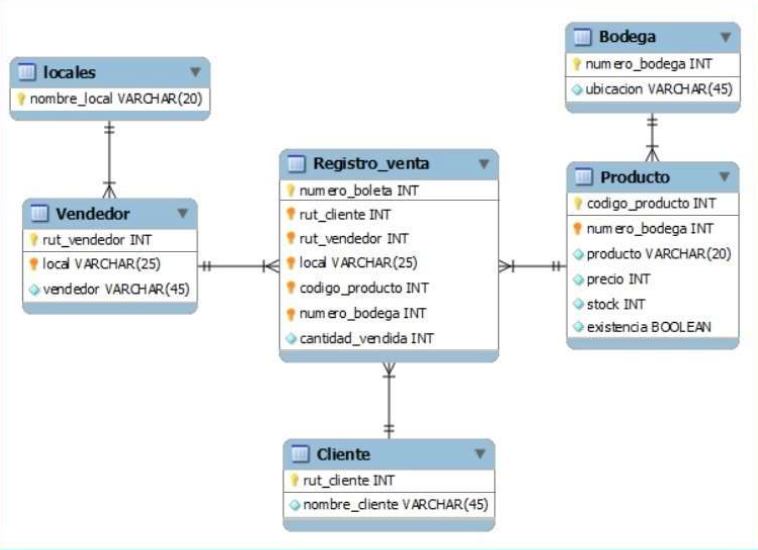 locales
nombre_local VARCHAR(20)
Vendedor
rut_vendedor INT
local VARCHAR(25)
vendedor VARCHAR(45)
Registro_venta
numero_boleta INT
rut_cliente INT
rut_vendedor INT
local VARCHAR(25)
codigo_producto INT
numero_bodega INT
cantidad_vendida INT
Bodega
numero_bodega INT
ubicacion VARCHAR(45)
Producto
codigo_producto INT
numero_bodega INT
producto VARCHAR(20)
precio INT
stock INT
existencia BOOLEAN
Cliente
rut_cliente INT
nombre_cliente VARCHAR(45)